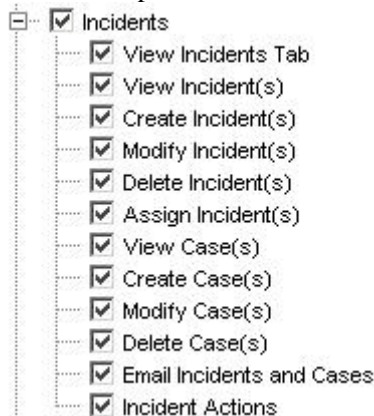 Incidents
View Incidents Tab
View Incident(s)
Create Incident(s)
Modify Incident(s)
Delete Incident(s)
Assign Incident(s)
View Case(s)
Create Case(s)
Modify Case(s)
Delete Case(s)
Email Incidents and Cases
Incident Actions